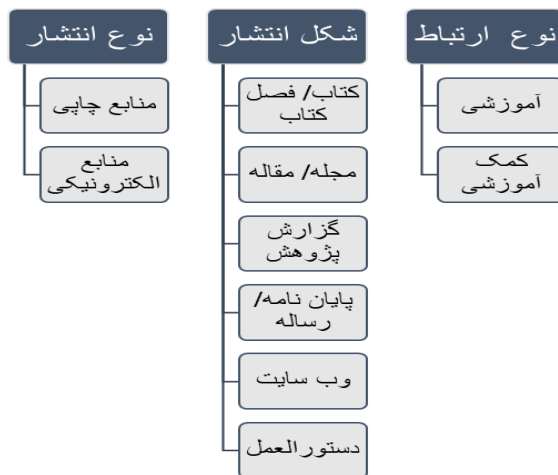 نوع ارتباط
آموزشی
کمک
آموزشی
شکل انتشار
کتاب/ فصل
کتاب
مجله/ مقاله
گزارش
پژوهش
پایان نامه/
رساله
وب سایت
دستورالعمل
نوع انتشار
منابع چاپی
منابع
الکترونیکی